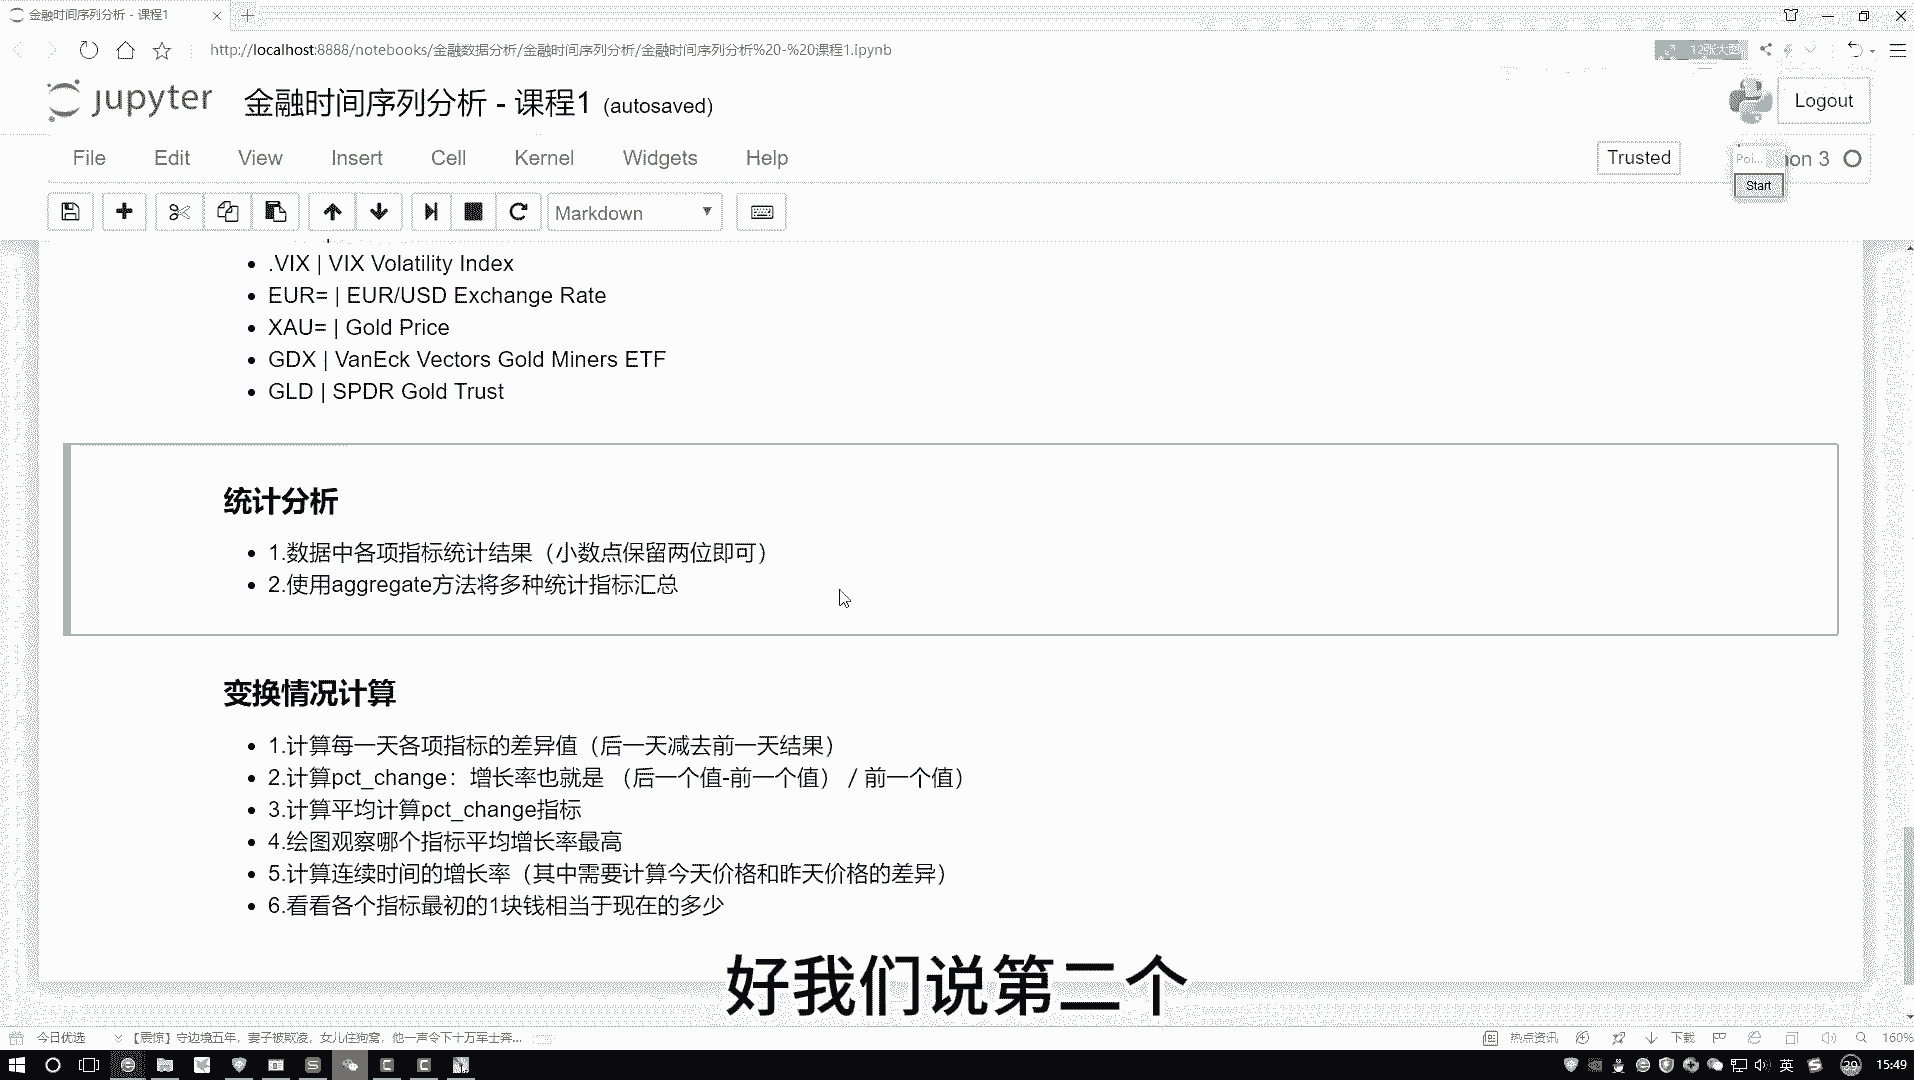 金融时间序列分析 - 课程1
http://localhost:8888/notebooks/金融数据分析/金融时间序列分析/金融时间序列分析%20-%20课程1.ipynb
12张大图
jupyter 金融时间序列分析 - 课程1 (autosaved)
Logout
File Edit View Insert Cell Kernel Widgets Help
Trusted
Poi... on 3
Start
Markdown
.VIX | VIX Volatility Index
EUR= | EUR/USD Exchange Rate
XAU= | Gold Price
GDX | VanEck Vectors Gold Miners ETF
GLD | SPDR Gold Trust
统计分析
1.数据中各项指标统计结果（小数点保留两位即可）
2.使用aggregate方法将多种统计指标汇总
变换情况计算
1.计算每一天各项指标的差异值（后一天减去前一天结果）
2.计算pct_change：增长率也就是 （后一个值-前一个值） / 前一个值）
3.计算平均计算pct_change指标
4.绘图观察哪个指标平均增长率最高
5.计算连续时间的增长率（其中需要计算今天价格和昨天价格的差异）
6.看看各个指标最初的1块钱相当于现在的多少
好我们说第二个
今日优选 【震惊】守边境五年，妻子被欺凌，女儿住狗窝，他一声令下十万军士奔... 热点资讯 下载 160%
英 29 15:49